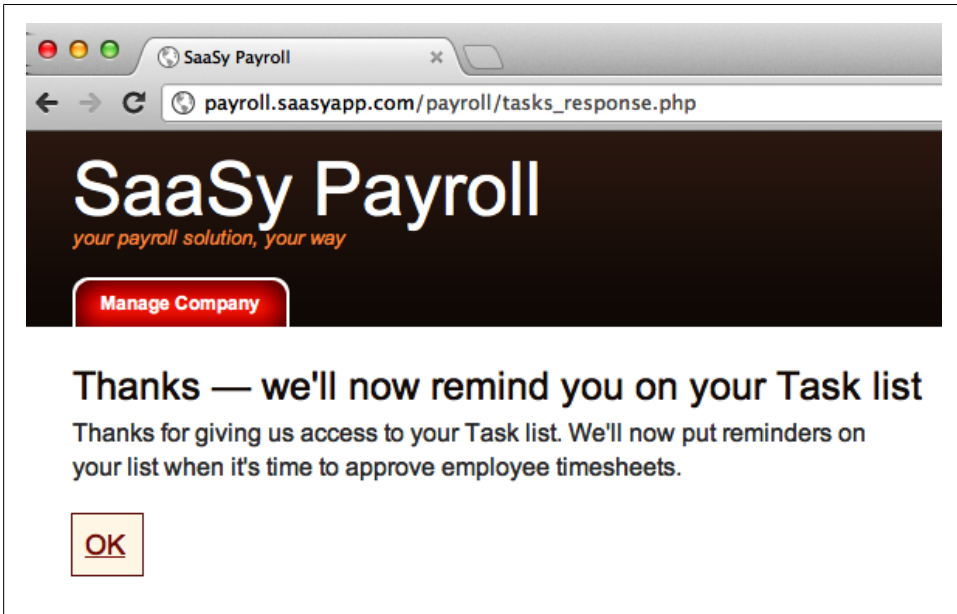 SaaSy Payroll
payroll.saasyapp.com/payroll/tasks_response.php
SaaSy Payroll
your payroll solution, your way
Manage Company
Thanks — we'll now remind you on your Task list
Thanks for giving us access to your Task list. We'll now put reminders on
your list when it's time to approve employee timesheets.
OK